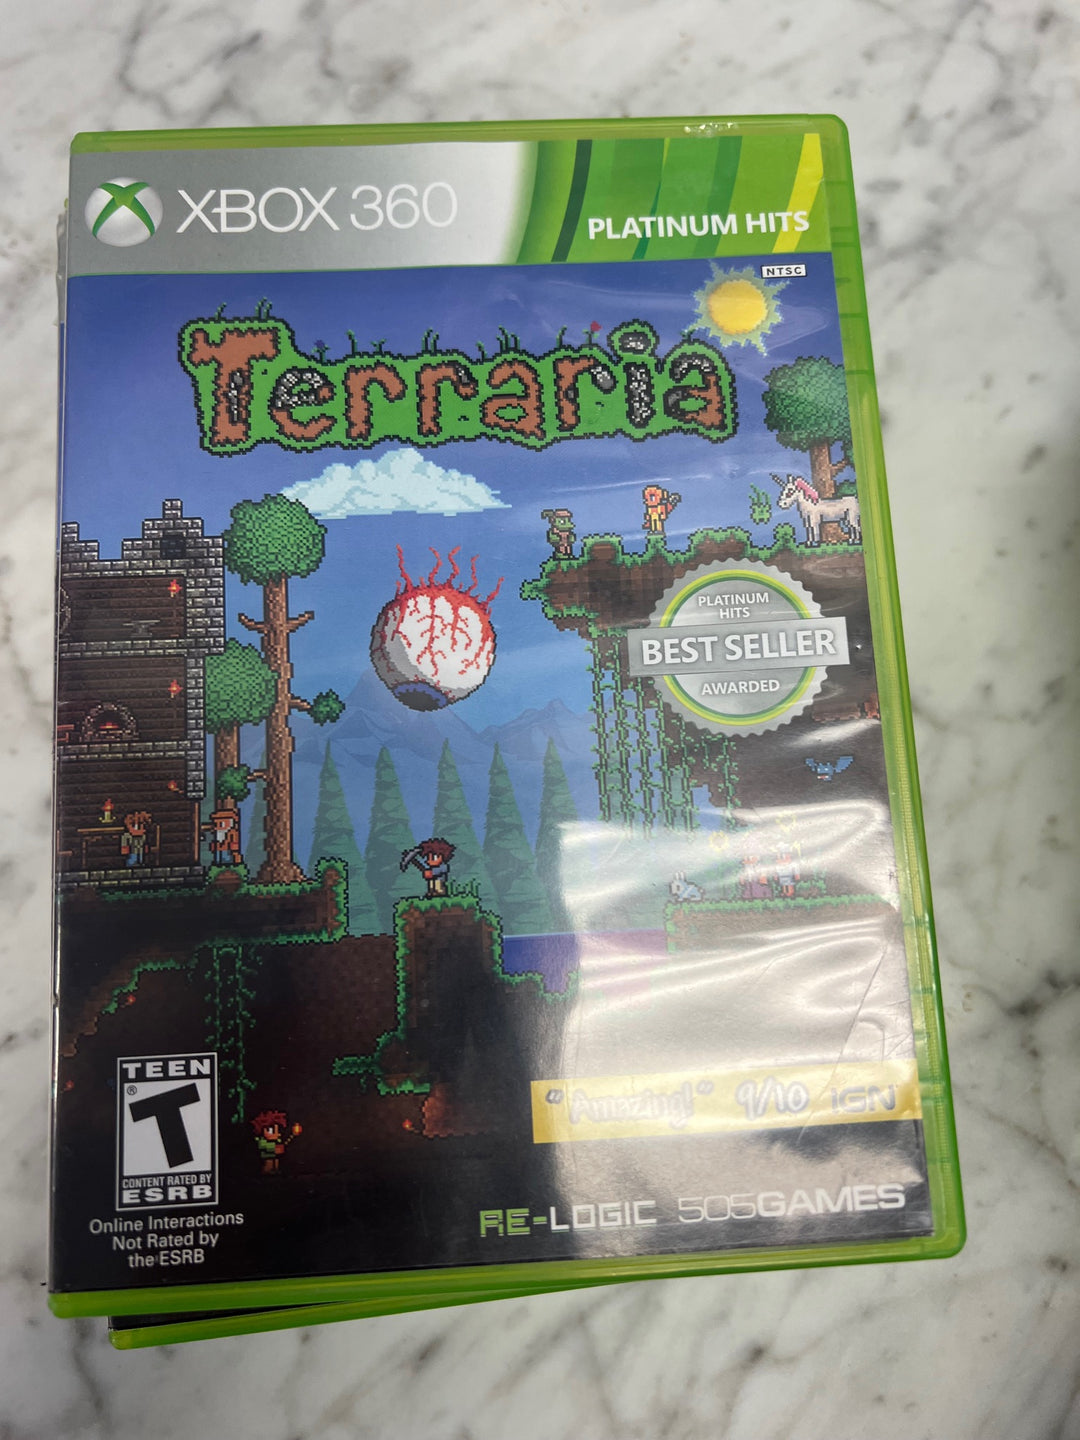 XBOX 360
PLATINUM HITS
NTSC
Terraria
PLATINUM
HITS
BEST SELLER
AWARDED
TEEN
T
®
CONTENT RATED BY
ESRB
Online Interactions
Not Rated by
the ESRB
"Amazing!" 9/10 IGN
RE-LOGIC 505GAMES